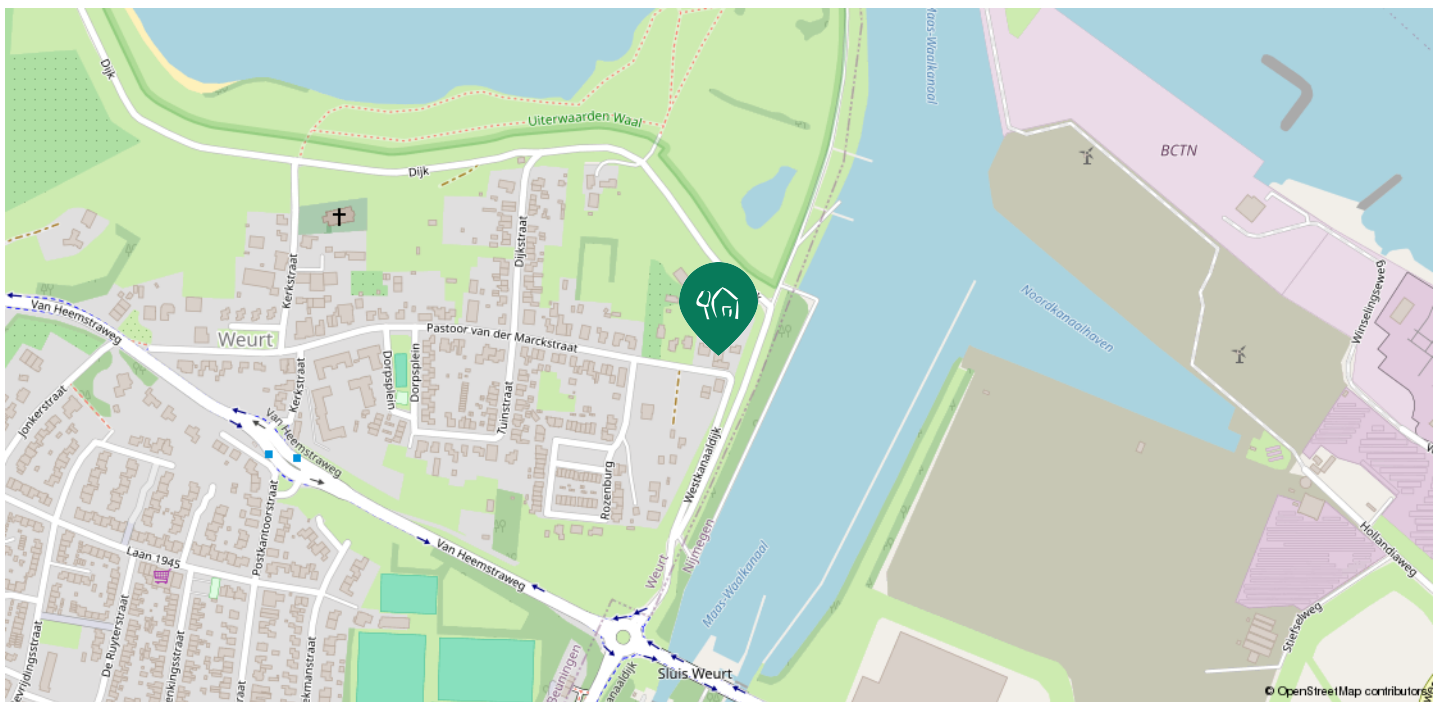 Maas-Waalkanaal
Dijk
Uiterwaarden Waal
BCTN
Dijk
Dijkstraat
Kerkstraat
Winselingseweg
Noordkanaalhaven
Van Heemstraweg
Pastoor van der Marckstraat
Weurt
Dorpsplein
Dorpsplein
Kerkstraat
Tuinstraat
Jonkerstraat
Van Heemstraweg
Westkanaaldijk
Rozenburg
Nijmegen
Weurt
Postkantoorstraat
Van Heemstraweg
Laan 1945
Maas-Waalkanaal
Hollandiaweg
Stiefselweg
De Ruyterstraat
Sluis Weurt
Beuningen
© OpenStreetMap contributors